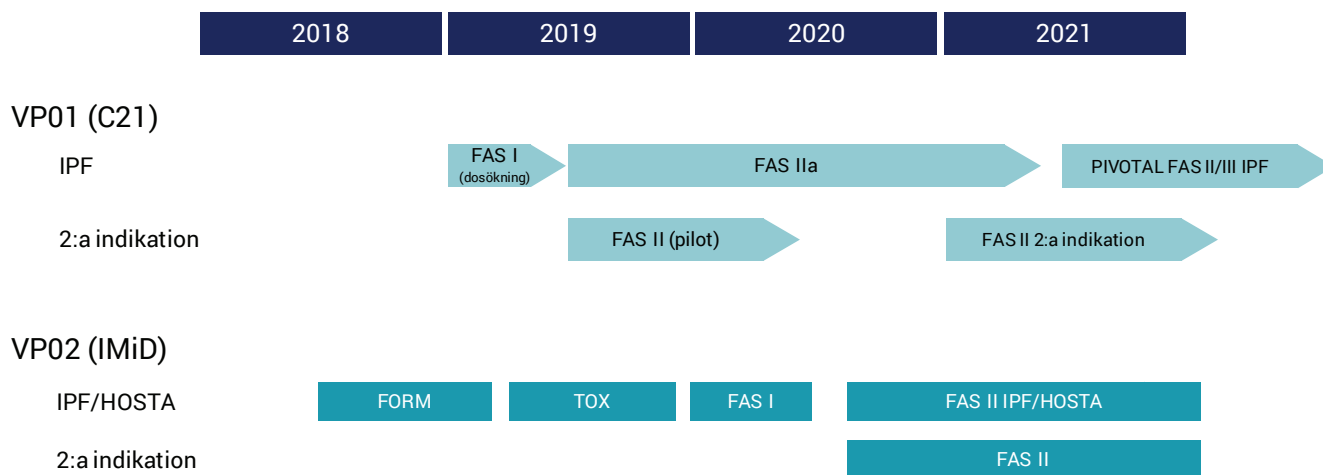 2018 2019 2020 2021
VP01 (C21)
IPF
FAS I
(dosökning)
FAS IIa
PIVOTAL FAS II/III IPF
2:a indikation
FAS II (pilot)
FAS II 2:a indikation
VP02 (IMiD)
IPF/HOSTA
FORM
TOX
FAS I
FAS II IPF/HOSTA
2:a indikation
FAS II